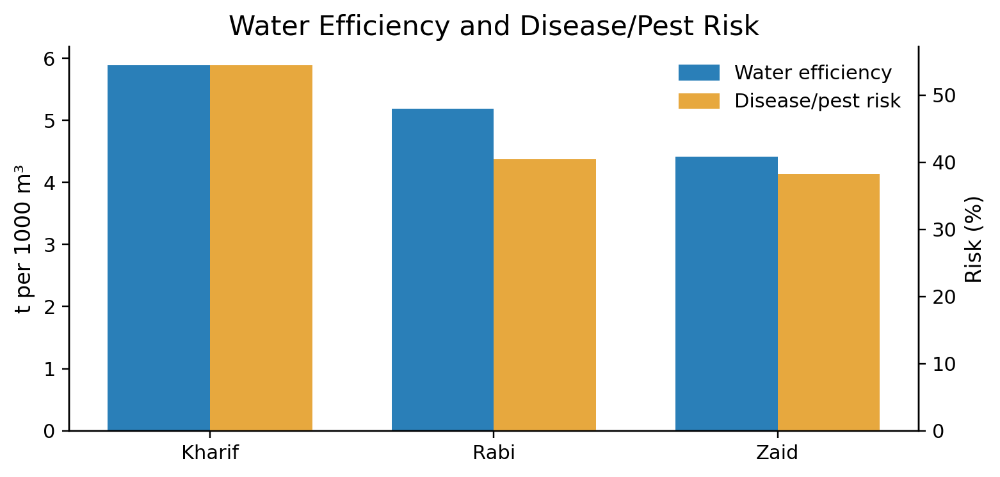 Water Efficiency and Disease/Pest Risk
t per 1000 m³
6
5
4
3
2
1
0
Water efficiency
Disease/pest risk
50
40
30
20
10
0
Risk (%)
Kharif
Rabi
Zaid